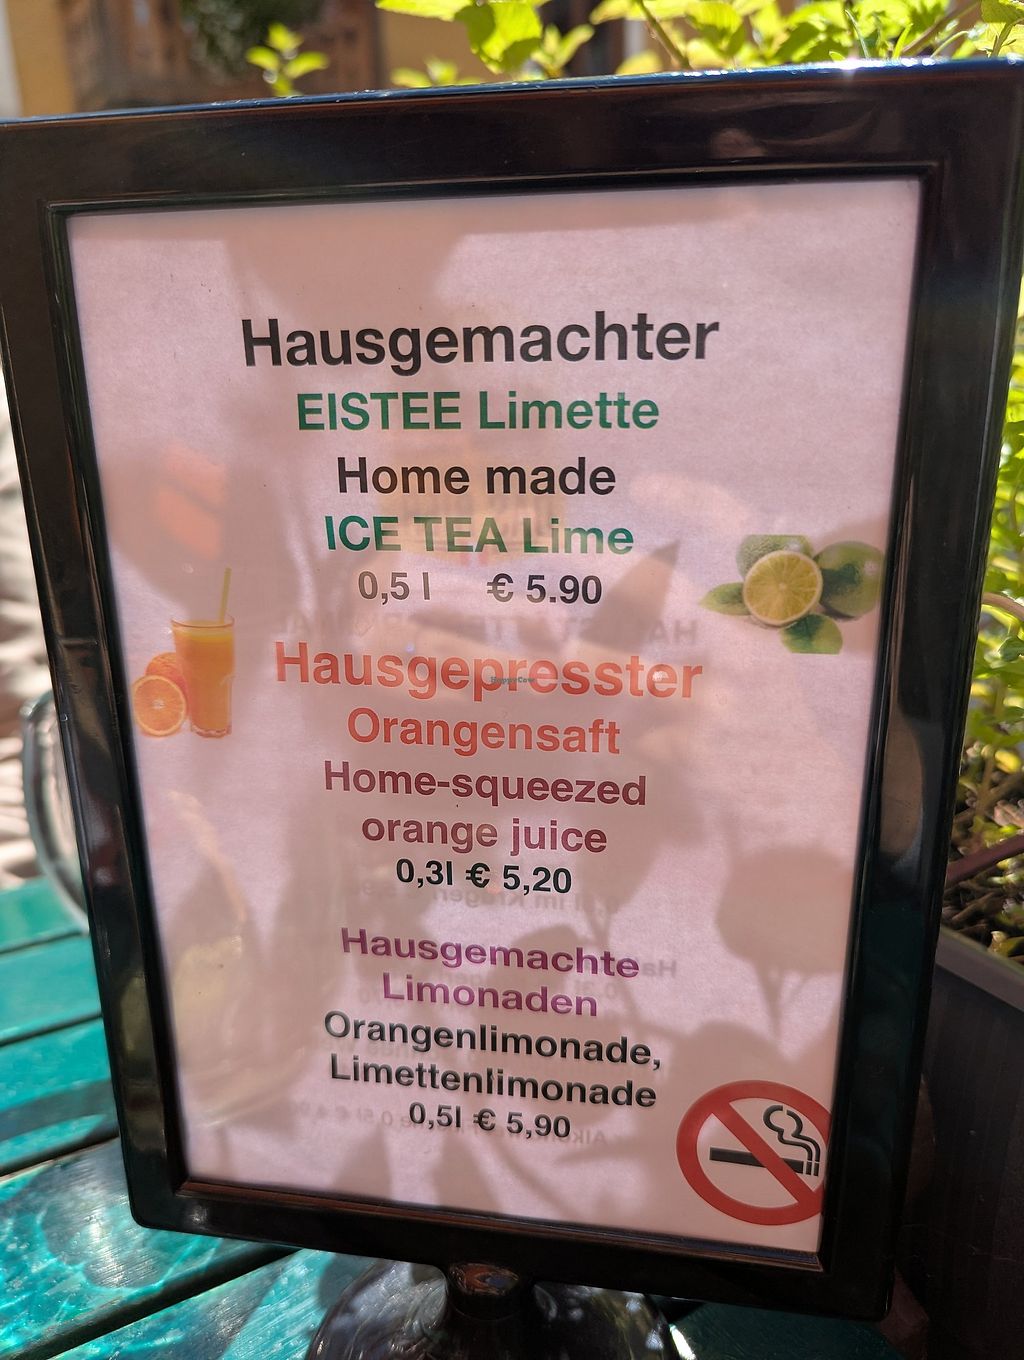 Hausgemachter
EISTEE Limette
Home made
ICE TEA Lime
0,5 l € 5.90
Hausgepresster
HappyCow
Orangensaft
Home-squeezed
orange juice
0,3l € 5,20
Hausgemachte
Limonaden
Orangenlimonade,
Limettenlimonade
0,5l € 5,90